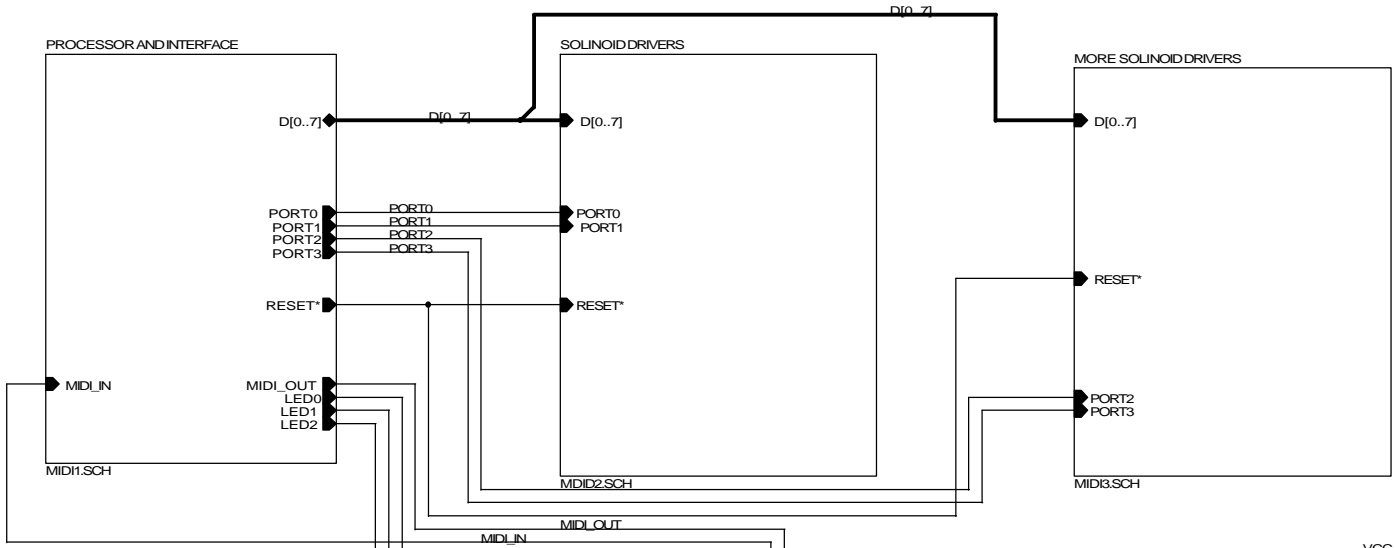 D[0..7]
PROCESSOR AND INTERFACE
SOLINOID DRIVERS
MORE SOLINOID DRIVERS
D[0..7]
D[0..7]
D[0..7]
D[0..7]
PORT0
PORT0
PORT0
PORT1
PORT1
PORT1
PORT2
PORT2
PORT3
PORT3
RESET*
RESET*
RESET*
MIDI_IN
MIDI_OUT
LED0
LED1
LED2
PORT2
PORT3
MIDI1.SCH
MDID2.SCH
MIDI3.SCH
MIDI_OUT
MIDI_IN
VCC